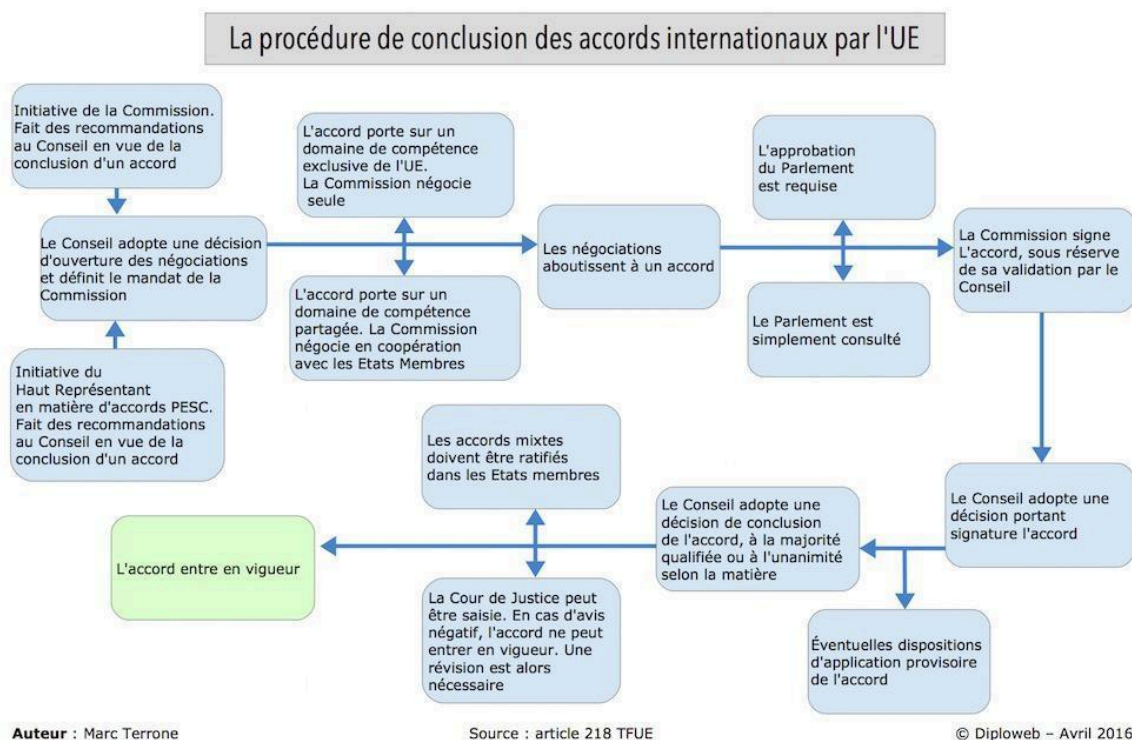 La procédure de conclusion des accords internationaux par l'UE
Initiative de la Commission.
Fait des recommandations
au Conseil en vue de la
conclusion d'un accord
Le Conseil adopte une décision
d'ouverture des négociations
et définit le mandat de la
Commission
Initiative du
Haut Représentant
en matière d'accords PESC.
Fait des recommandations
au Conseil en vue de la
conclusion d'un accord
L'accord porte sur un
domaine de compétence
exclusive de l'UE.
La Commission négocie
seule
L'accord porte sur un
domaine de compétence
partagée. La Commission
négocie en coopération
avec les Etats Membres
Les négociations
aboutissent à un accord
L'approbation
du Parlement
est requise
Le Parlement est
simplement consulté
La Commission signe
L'accord, sous réserve
de sa validation par le
Conseil
Le Conseil adopte une
décision portant
signature l'accord
Éventuelles dispositions
d'application provisoire
de l'accord
Le Conseil adopte une
décision de conclusion
de l'accord, à la majorité
qualifiée ou à l'unanimité
selon la matière
Les accords mixtes
doivent être ratifiés
dans les Etats membres
La Cour de Justice peut
être saisie. En cas d'avis
négatif, l'accord ne peut
entrer en vigueur. Une
révision est alors
nécessaire
L'accord entre en vigueur
Auteur : Marc Terrone
Source : article 218 TFUE
© Diploweb – Avril 2016